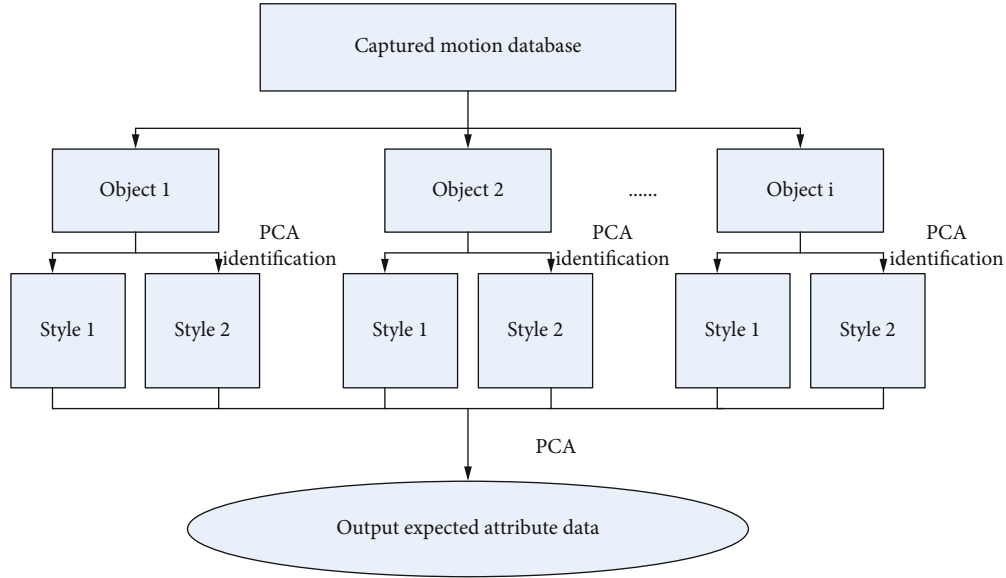 Captured motion database
Object 1
Object 2
......
Object i
PCA
identification
PCA
identification
PCA
identification
Style 1
Style 2
Style 1
Style 2
Style 1
Style 2
PCA
Output expected attribute data